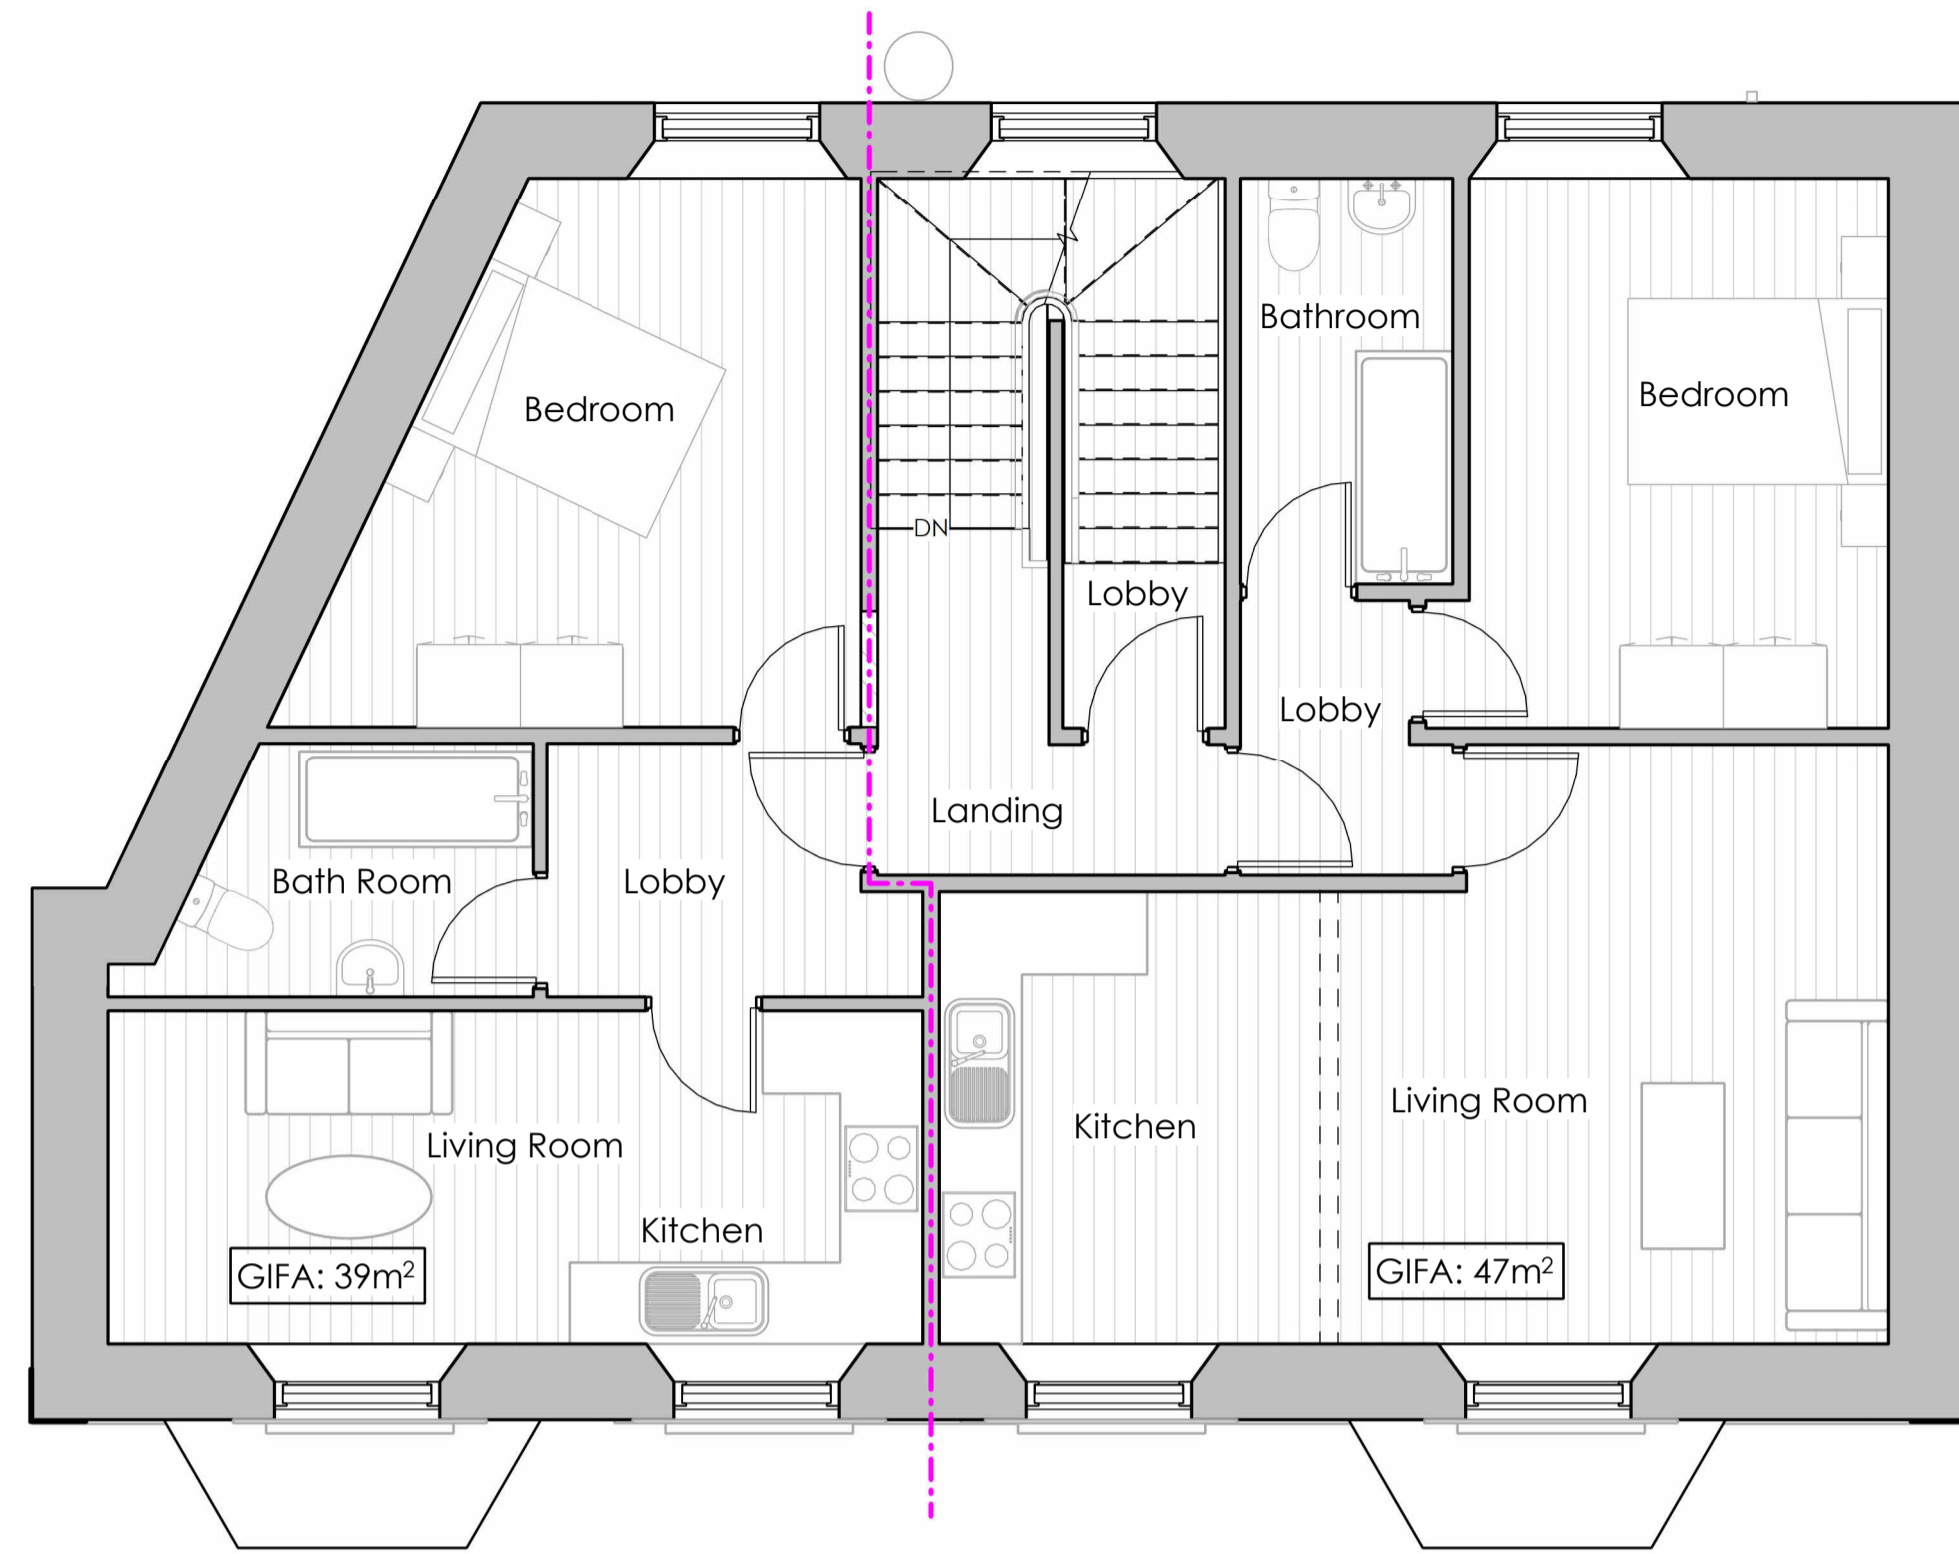 Bathroom
Bedroom
Bedroom
DN
Lobby
Lobby
Landing
Bath Room
Lobby
Living Room
Kitchen
Living Room
Kitchen
GIFA: 39m²
GIFA: 47m²